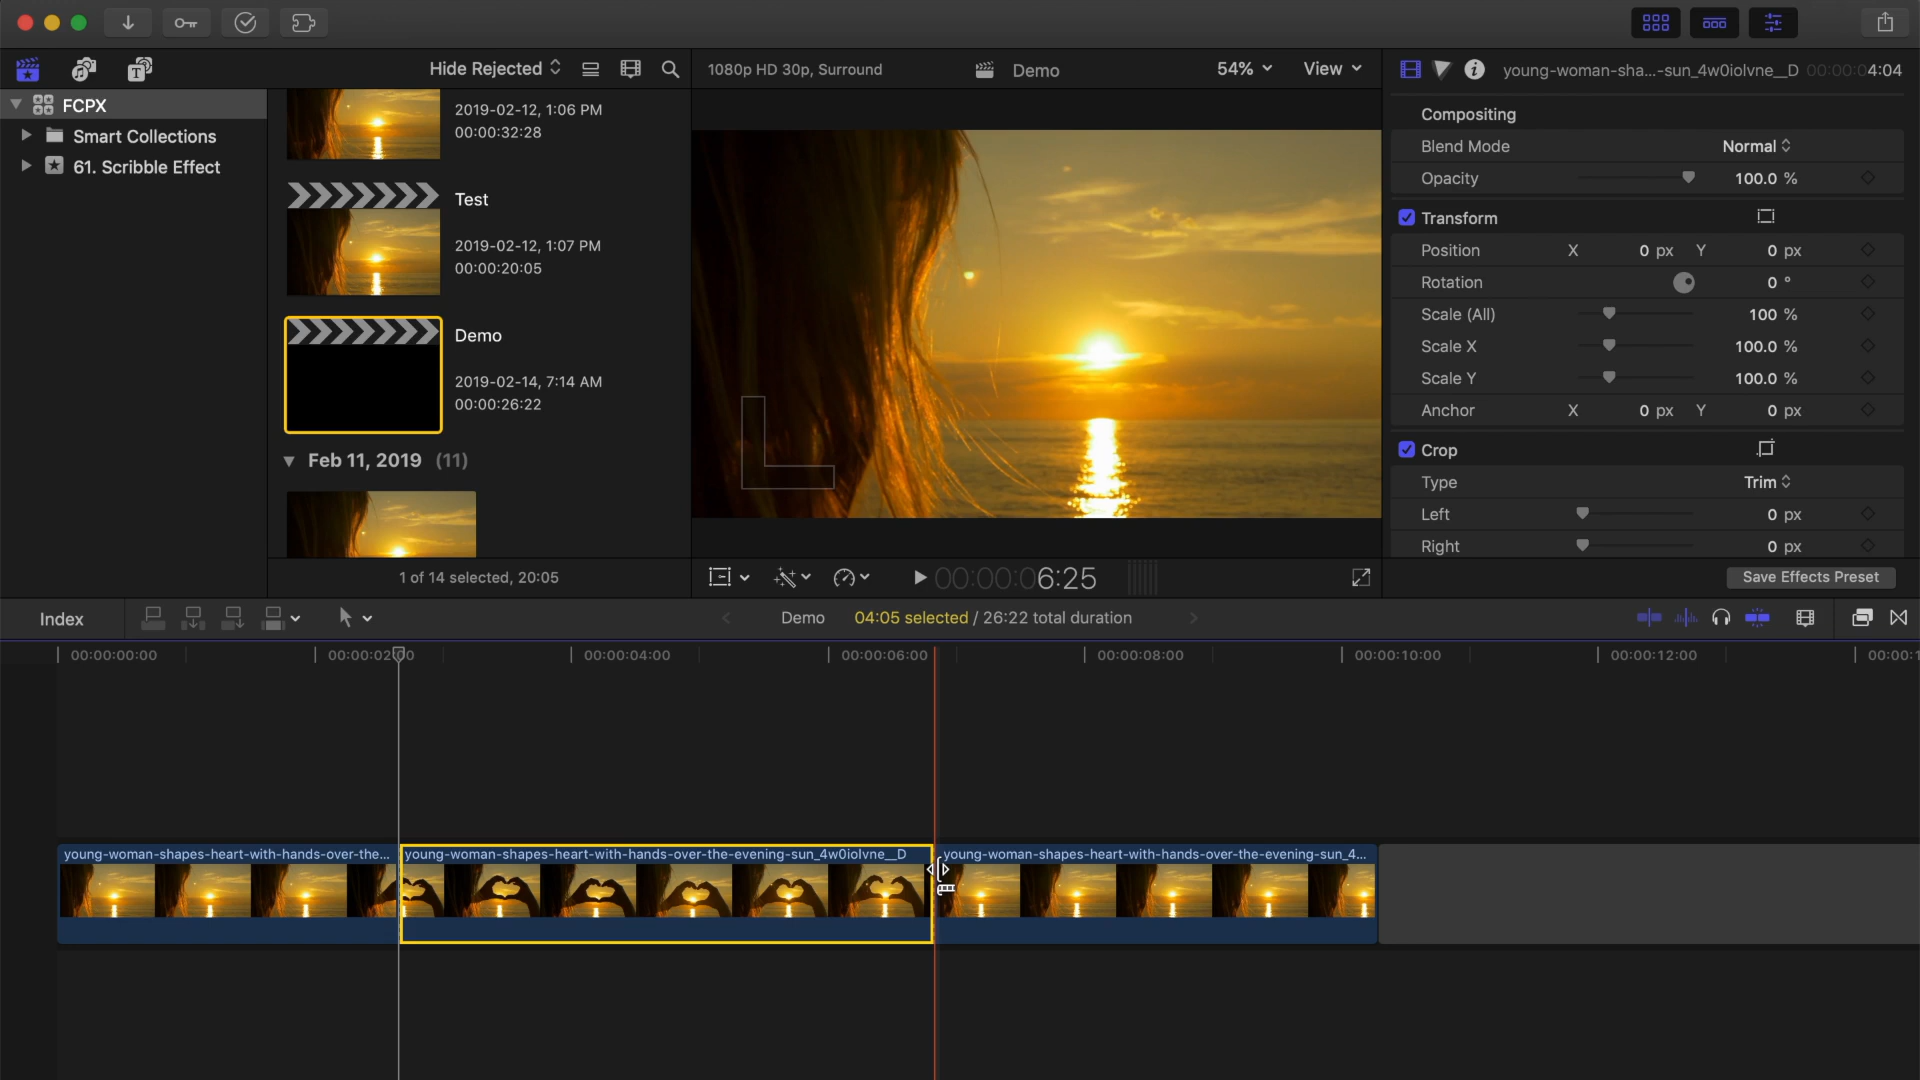 Hide Rejected
1080p HD 30p, Surround
Demo
54%
View
young-woman-sha...-sun_4w0iolvne__D
00:00:04:04
FCPX
Smart Collections
61. Scribble Effect
2019-02-12, 1:06 PM
00:00:32:28
Test
2019-02-12, 1:07 PM
00:00:20:05
Demo
2019-02-14, 7:14 AM
00:00:26:22
Feb 11, 2019 (11)
1 of 14 selected, 20:05
00:00:06:25
Compositing
Blend Mode Normal
Opacity 100.0 %
Transform
Position X 0 px Y 0 px
Rotation 0 °
Scale (All) 100 %
Scale X 100.0 %
Scale Y 100.0 %
Anchor X 0 px Y 0 px
Crop
Type Trim
Left 0 px
Right 0 px
Save Effects Preset
Index
Demo 04:05 selected / 26:22 total duration
00:00:00:00 00:00:02:00 00:00:04:00 00:00:06:00 00:00:08:00 00:00:10:00 00:00:12:00 00:00:1
young-woman-shapes-heart-with-hands-over-the...
young-woman-shapes-heart-with-hands-over-the-evening-sun_4w0iolvne__D
young-woman-shapes-heart-with-hands-over-the-evening-sun_4...